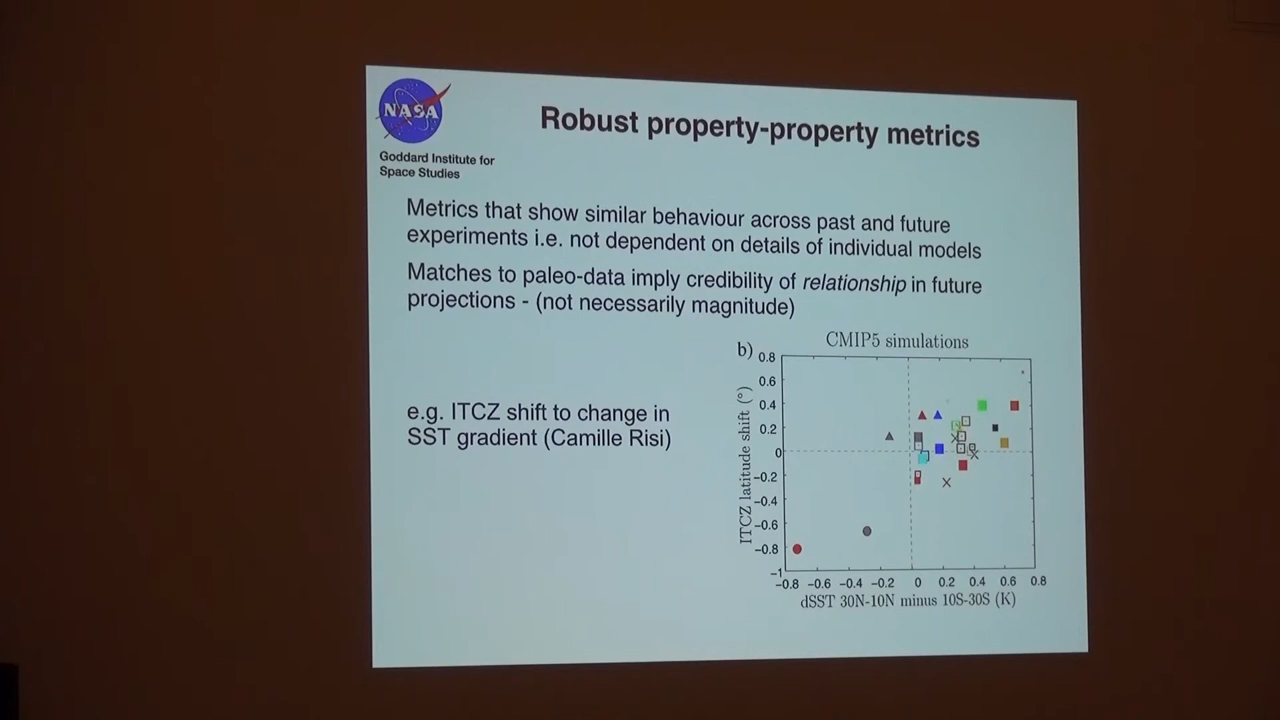 NASA
Goddard Institute for
Space Studies
Robust property-property metrics
Metrics that show similar behaviour across past and future
experiments i.e. not dependent on details of individual models
Matches to paleo-data imply credibility of relationship in future
projections - (not necessarily magnitude)
e.g. ITCZ shift to change in
SST gradient (Camille Risi)
b)
CMIP5 simulations
0.8
0.6
0.4
0.2
0
−0.2
−0.4
−0.6
−0.8
−1
ITCZ latitude shift (°)
−0.8 −0.6 −0.4 −0.2 0 0.2 0.4 0.6 0.8
dSST 30N-10N minus 10S-30S (K)